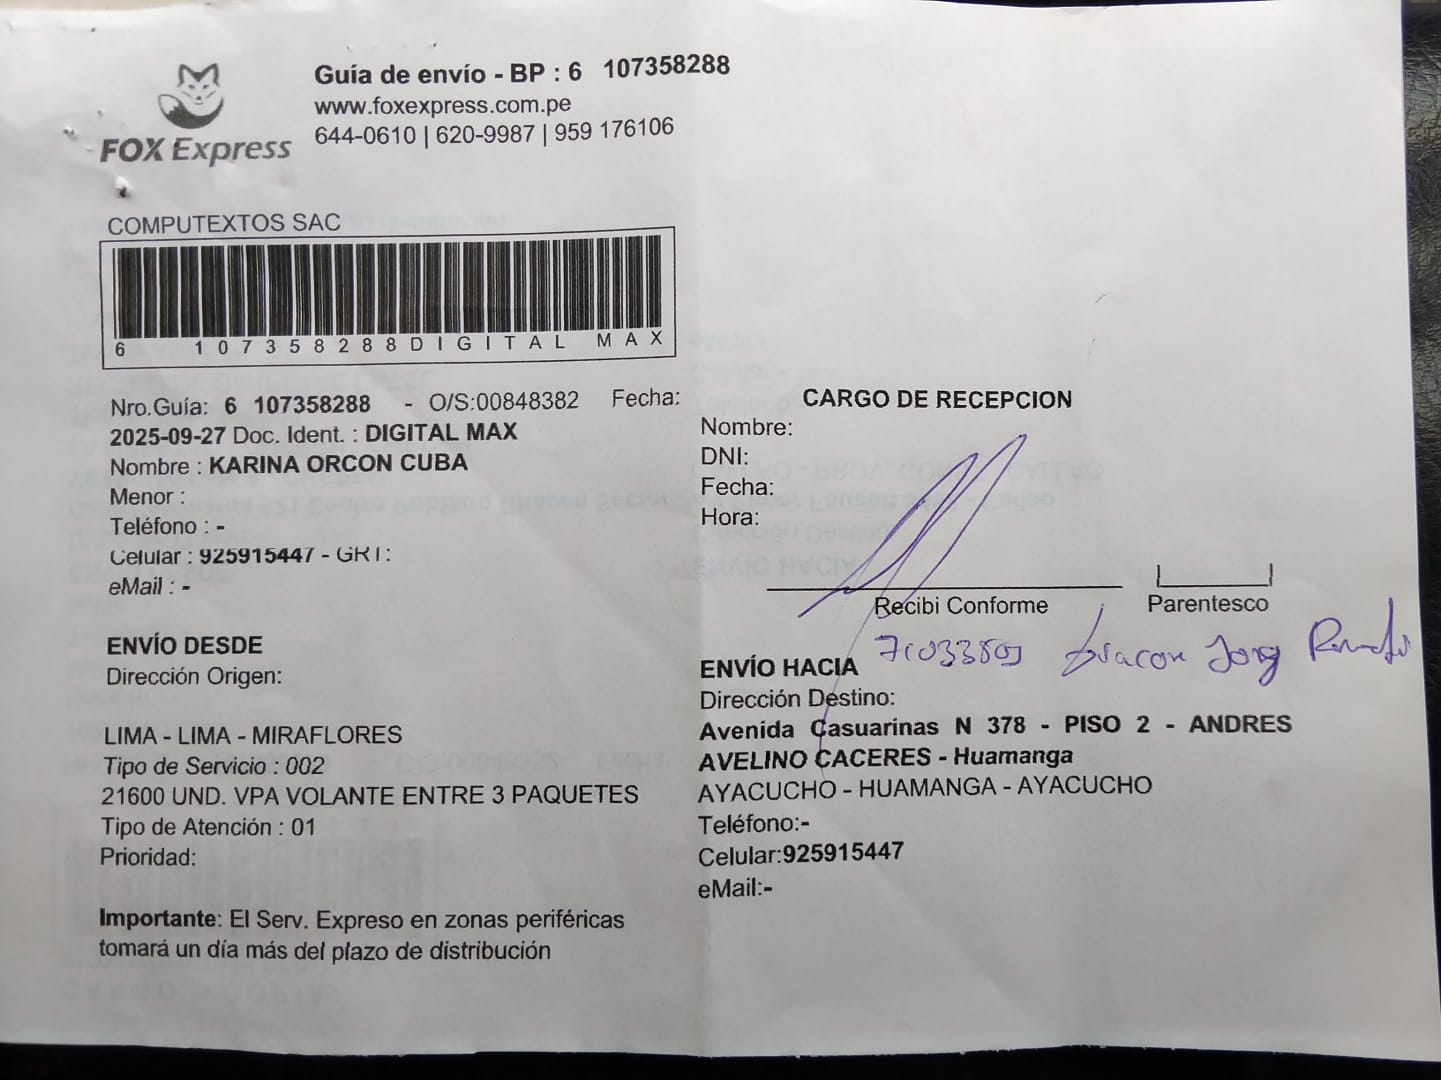 Guía de envío - BP : 6 107358288
www.foxexpress.com.pe
644-0610 | 620-9987 | 959 176106
FOX Express
COMPUTEXTOS SAC
6 107358288DIGITAL MAX
Nro.Guía: 6 107358288 - O/S:00848382 Fecha:
2025-09-27 Doc. Ident. : DIGITAL MAX
Nombre : KARINA ORCON CUBA
Menor :
Teléfono : -
Celular : 925915447 - GRT:
eMail : -
ENVÍO DESDE
Dirección Origen:
LIMA - LIMA - MIRAFLORES
Tipo de Servicio : 002
21600 UND. VPA VOLANTE ENTRE 3 PAQUETES
Tipo de Atención : 01
Prioridad:
Importante: El Serv. Expreso en zonas periféricas
tomará un día más del plazo de distribución
CARGO DE RECEPCION
Nombre:
DNI:
Fecha:
Hora:
Recibi Conforme
Parentesco
ENVÍO HACIA
Dirección Destino:
Avenida Casuarinas N 378 - PISO 2 - ANDRES
AVELINO CACERES - Huamanga
AYACUCHO - HUAMANGA - AYACUCHO
Teléfono:-
Celular:925915447
eMail:-